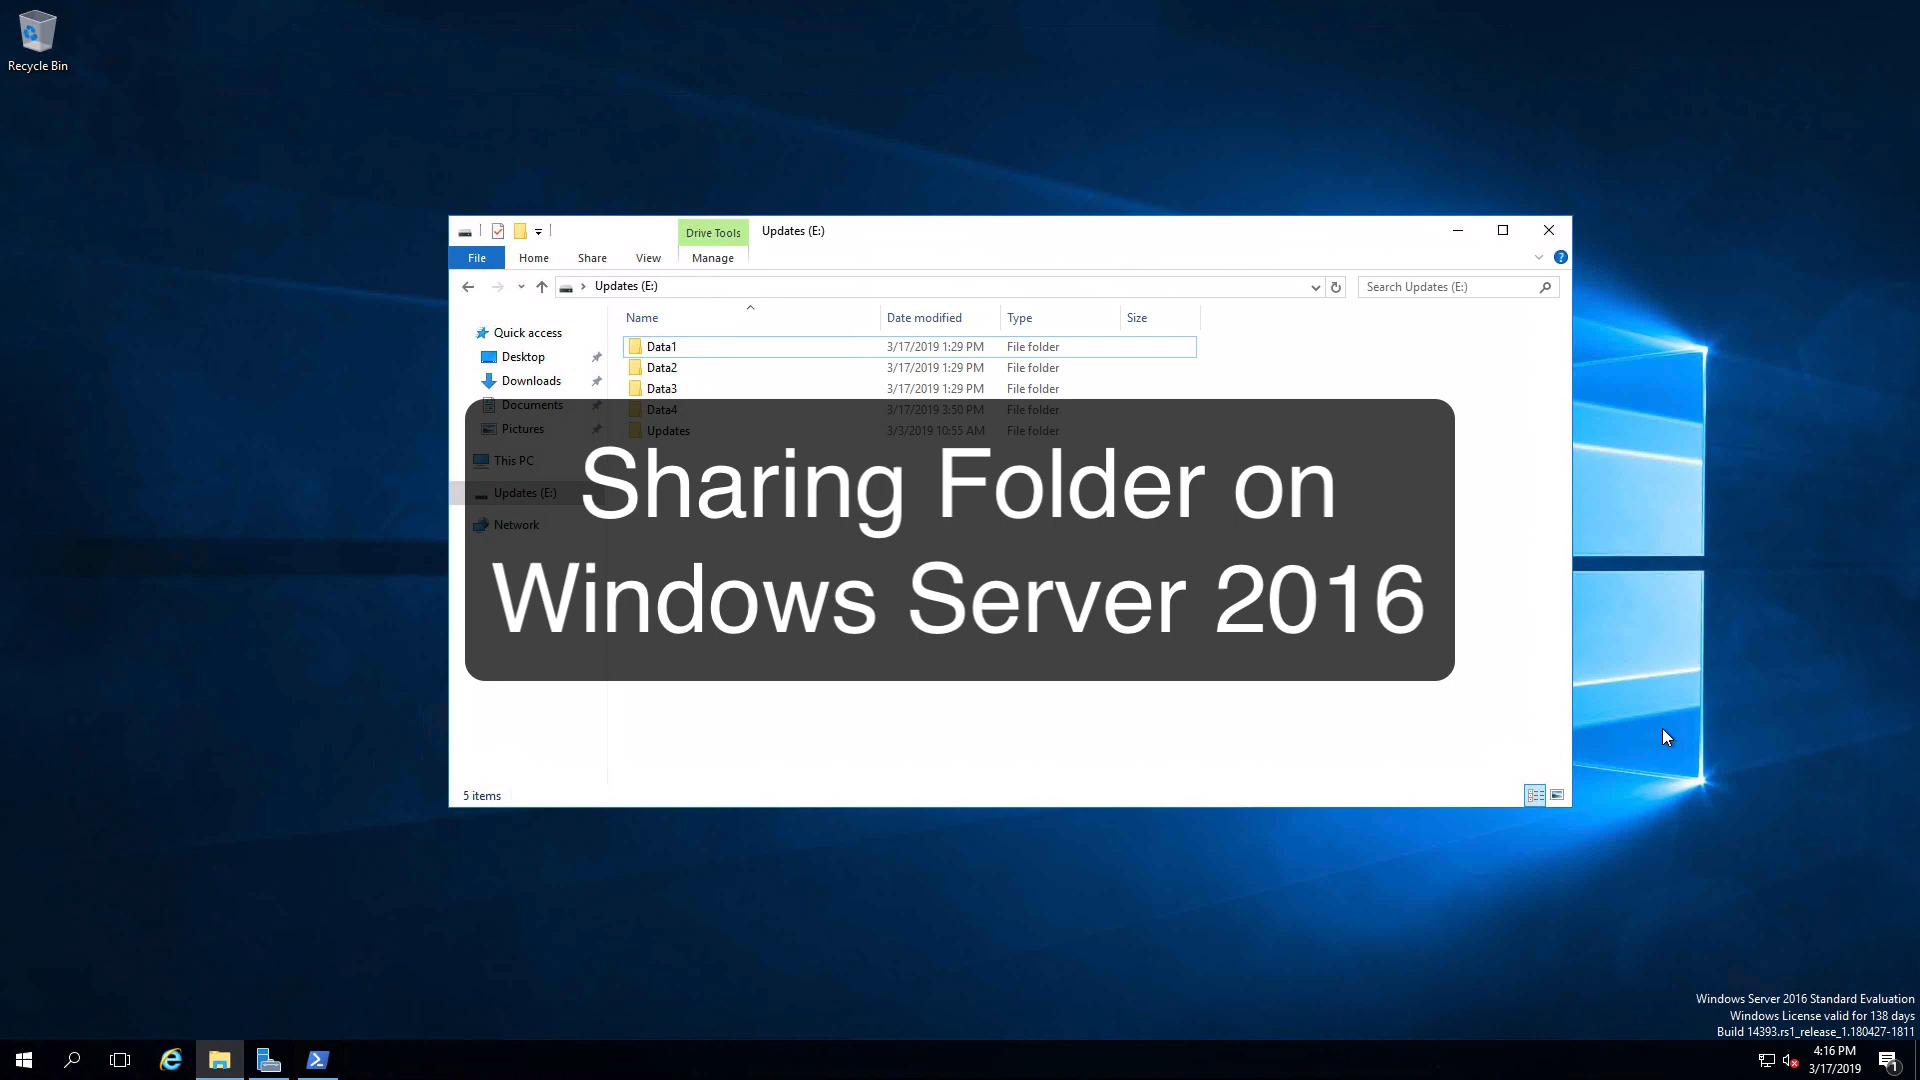 Recycle Bin
Drive Tools
Updates (E:)
File
Home
Share
View
Manage
Updates (E:)
Search Updates (E:)
Quick access
Desktop
Downloads
Documents
Pictures
This PC
Updates (E:)
Network
Name
Date modified
Type
Size
Data1 3/17/2019 1:29 PM File folder
Data2 3/17/2019 1:29 PM File folder
Data3 3/17/2019 1:29 PM File folder
Data4 3/17/2019 3:50 PM File folder
Updates 3/3/2019 10:55 AM File folder
Sharing Folder on
Windows Server 2016
5 items
Windows Server 2016 Standard Evaluation
Windows License valid for 138 days
Build 14393.rs1_release_1.180427-1811
4:16 PM
3/17/2019
1